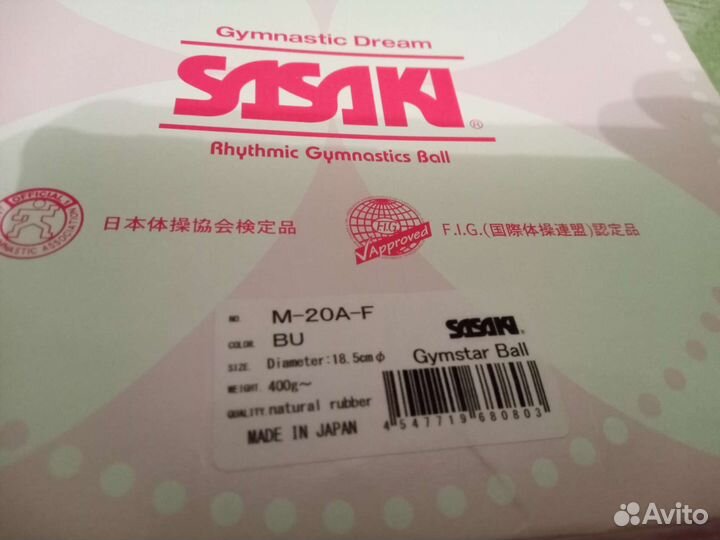 Gymnastic Dream
SASAKI®
Rhythmic Gymnastics Ball
OFFICIAL
GYMNASTIC ASSOCIATION
日本体操協会検定品
F.I.G.
Approved
F.I.G.(国際体操連盟)認定品
NO. M-20A-F
COLOR. BU
SIZE. Diameter:18.5cmφ
WEIGHT. 400g~
QUALITY. natural rubber
MADE IN JAPAN
SASAKI®
Gymstar Ball
4547719680803
Avito